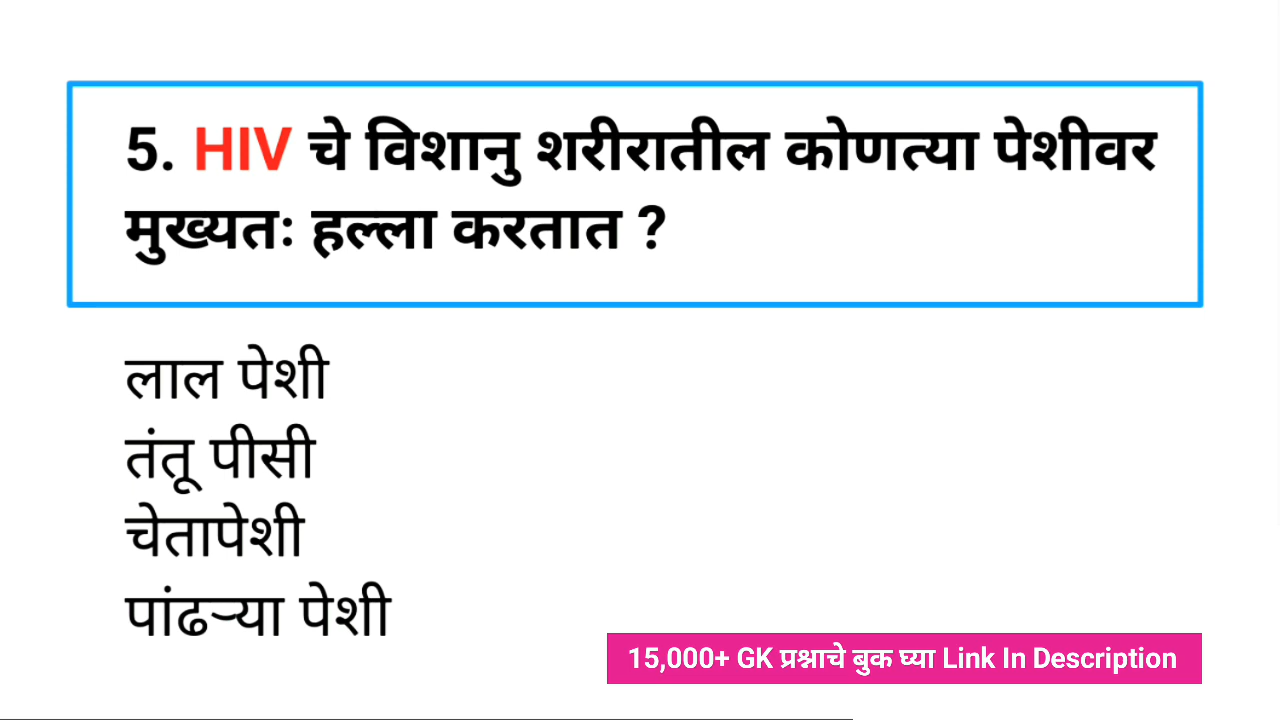 5. HIV चे विशानु शरीरातील कोणत्या पेशीवर
मुख्यतः हल्ला करतात ?
लाल पेशी
तंतू पीसी
चेतापेशी
पांढऱ्या पेशी
15,000+ GK प्रश्नाचे बुक घ्या Link In Description